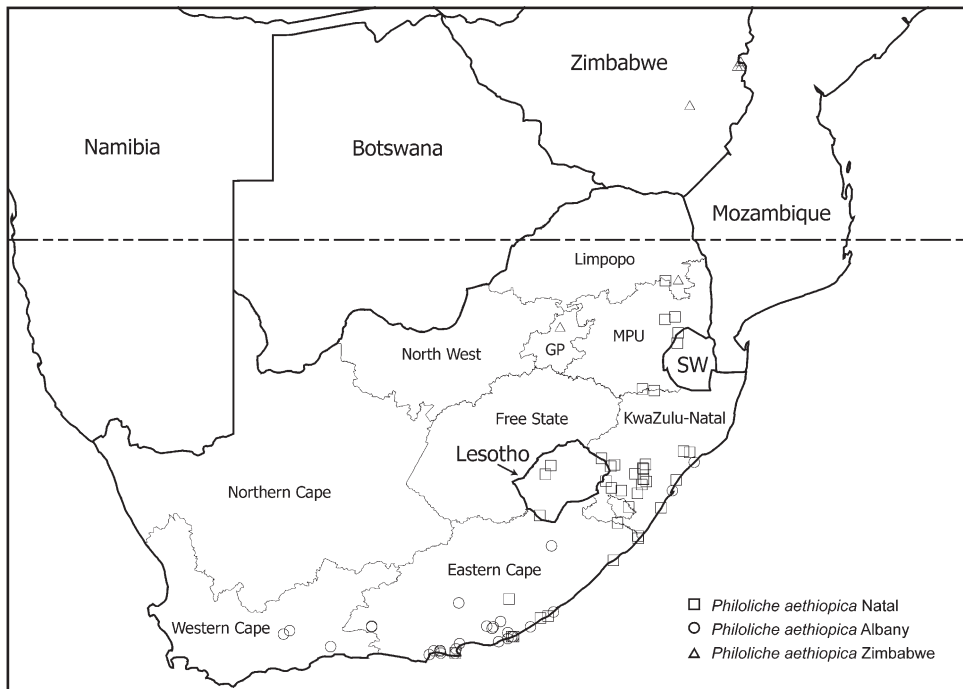 Zimbabwe
Namibia
Botswana
Mozambique
Limpopo
North West
GP
MPU
SW
Free State
KwaZulu-Natal
Lesotho
Northern Cape
Eastern Cape
Western Cape
Philoliche aethiopica Natal
Philoliche aethiopica Albany
Philoliche aethiopica Zimbabwe